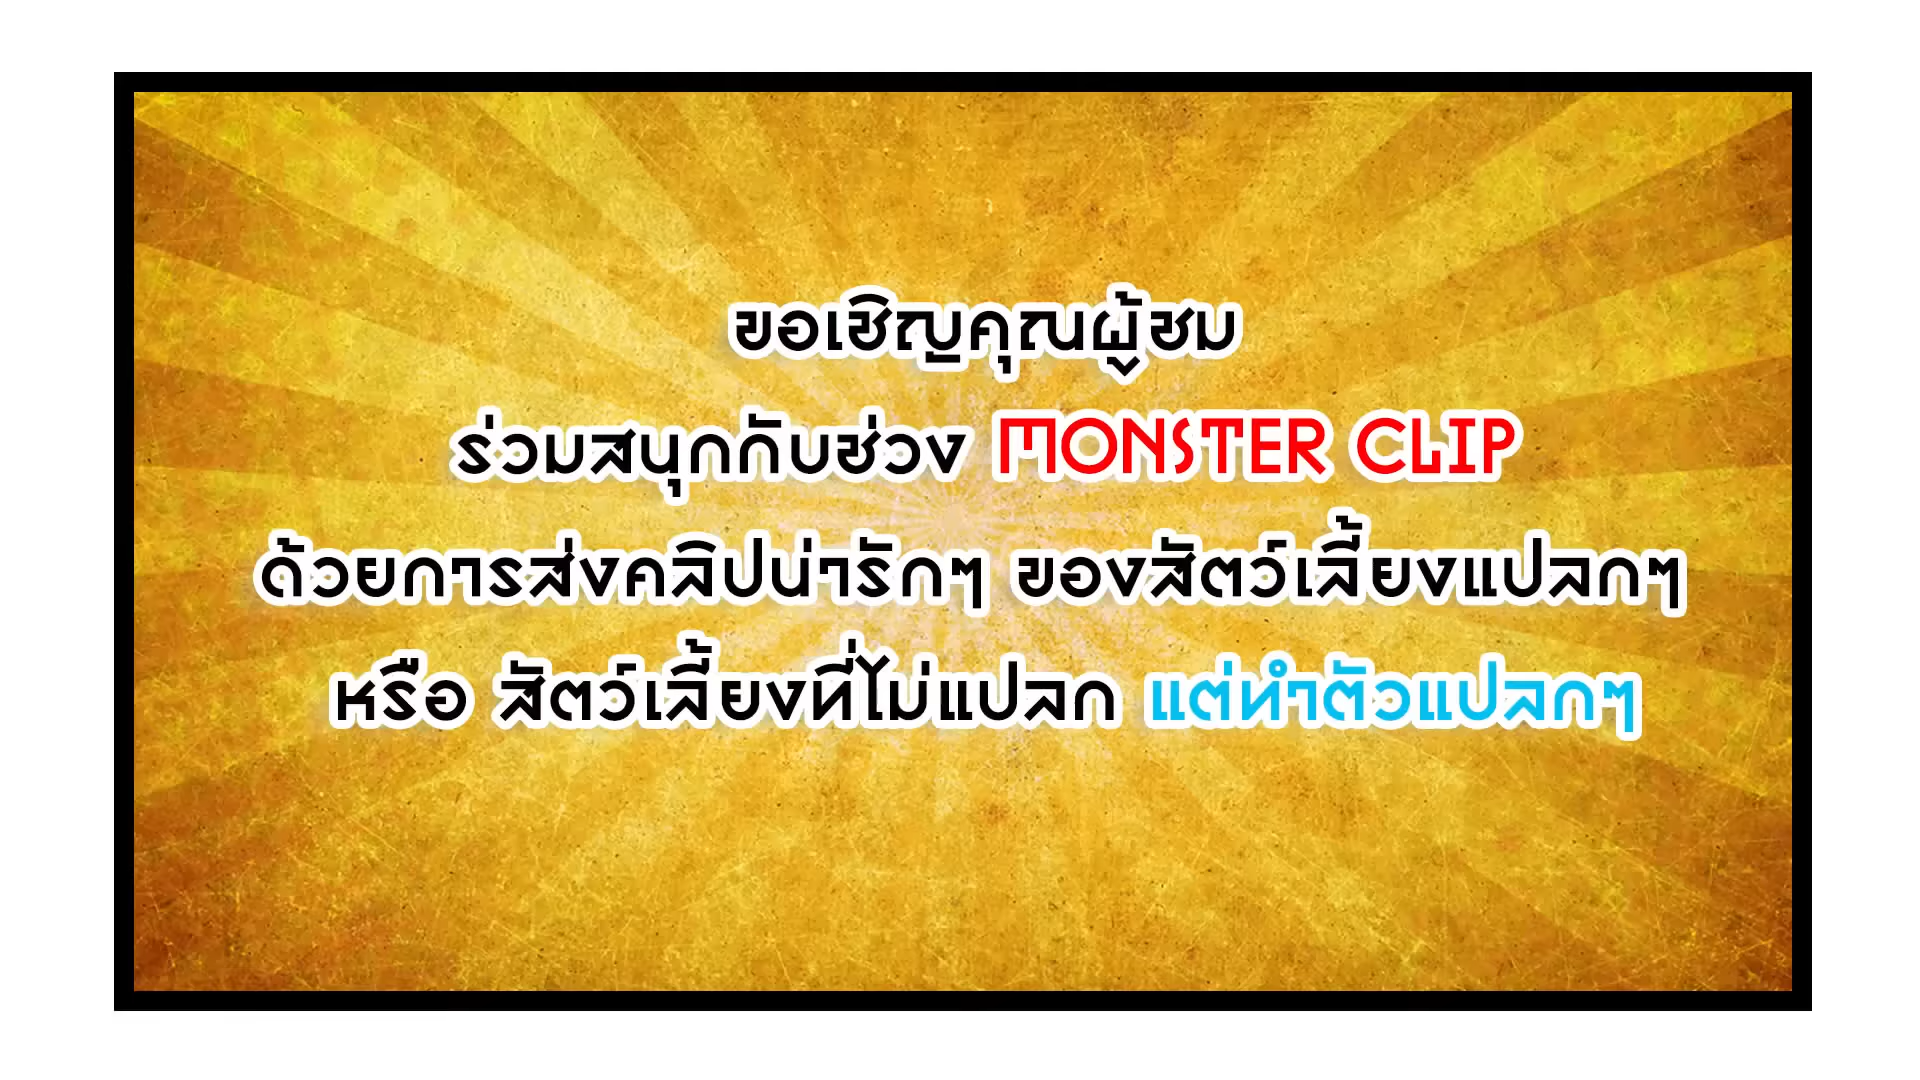 ขอเชิญคุณผู้ชม
ร่วมสนุกกับช่วง MONSTER CLIP
ด้วยการส่งคลิปน่ารักๆ ของสัตว์เลี้ยงแปลกๆ
หรือ สัตว์เลี้ยงที่ไม่แปลก แต่ทำตัวแปลกๆ